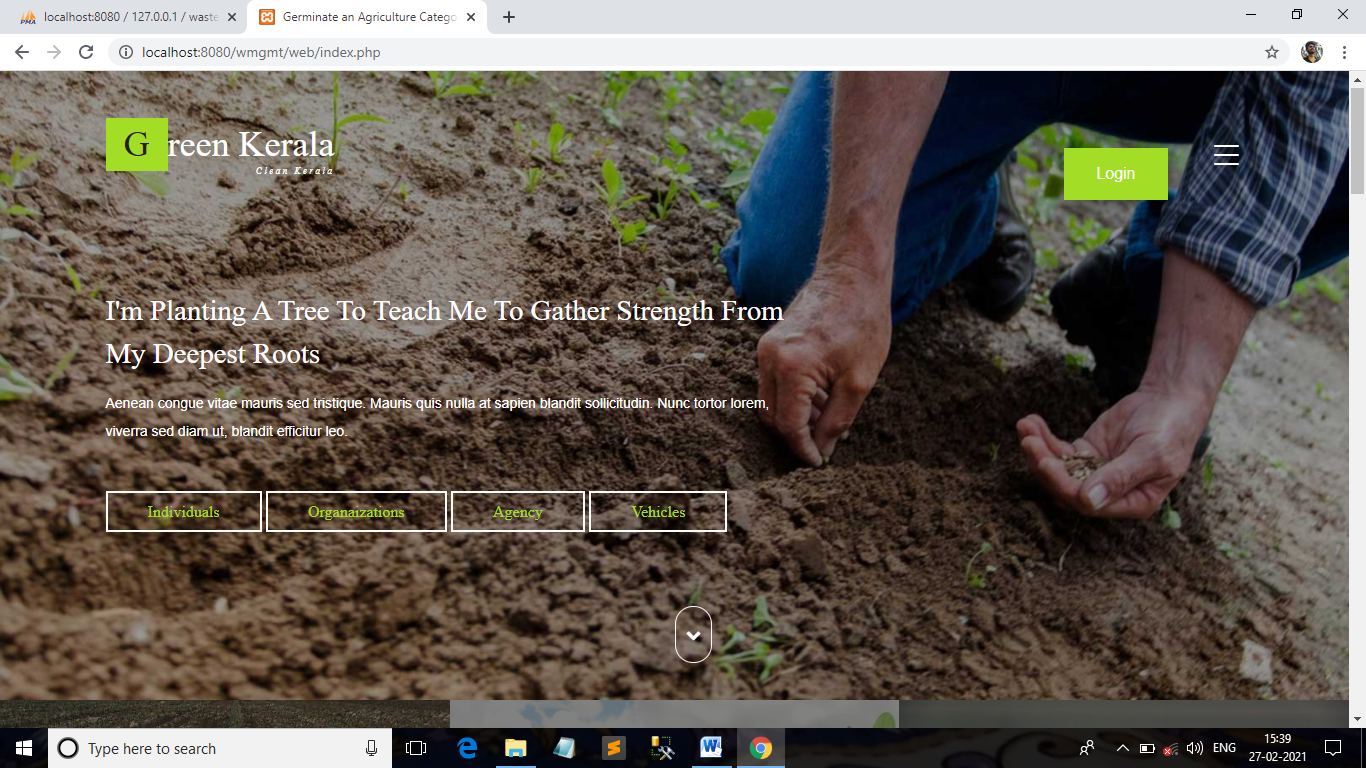 PMA
localhost:8080 / 127.0.0.1 / waste
Germinate an Agriculture Catego
localhost:8080/wmgmt/web/index.php
Green Kerala
Clean Kerala
Login
I'm Planting A Tree To Teach Me To Gather Strength From
My Deepest Roots
Aenean congue vitae mauris sed tristique. Mauris quis nulla at sapien blandit sollicitudin. Nunc tortor lorem,
viverra sed diam ut, blandit efficitur leo.
Individuals Organaizations Agency Vehicles
Type here to search
ENG
15:39
27-02-2021